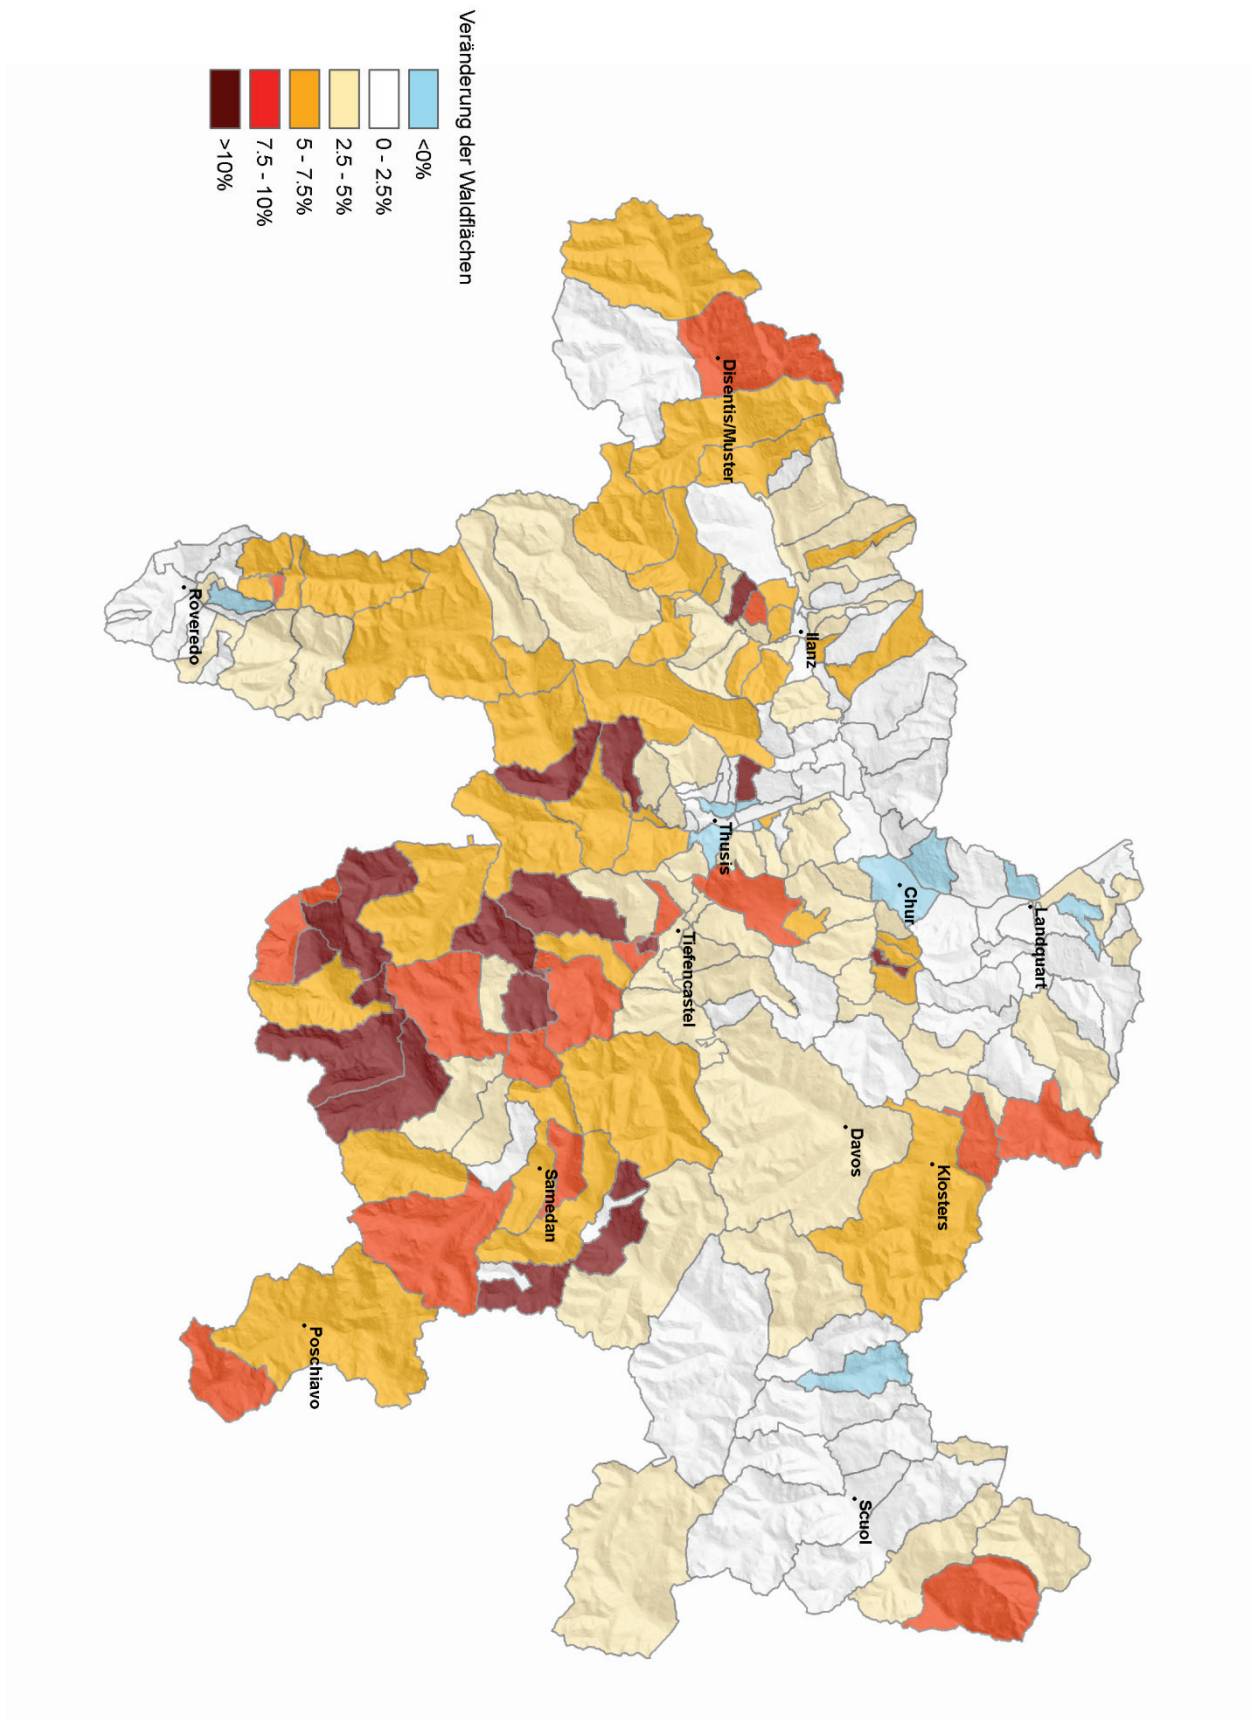 Veränderung der Waldflächen
<0%
0 - 2.5%
2.5 - 5%
5 - 7.5%
7.5 - 10%
>10%
Landquart
Chur
Klosters
Davos
Scuol
Ilanz
Disentis/Muster
Thusis
Tiefencastel
Samedan
Poschiavo
Roveredo